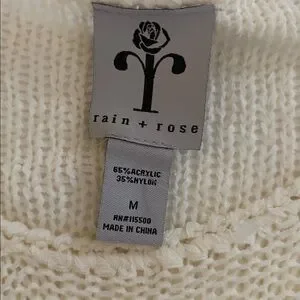 rain + rose
65%ACRYLIC
35%NYLON
M
RN#115500
MADE IN CHINA